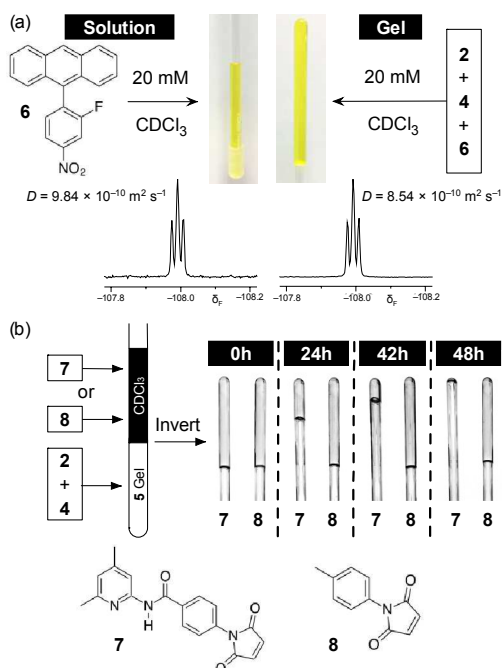 (a)
Solution
Gel
6
F
NO₂
20 mM
CDCl₃
20 mM
CDCl₃
2
+
4
+
6
D = 9.84 × 10⁻¹⁰ m² s⁻¹
D = 8.54 × 10⁻¹⁰ m² s⁻¹
−107.8
−108.0
δF
−108.2
−107.8
−108.0
δF
−108.2
(b)
7
or
8
2
+
4
CDCl₃
5 Gel
Invert
0h
24h
42h
48h
7 8 7 8 7 8 7 8
N
N
H
O
N
O
O
7
N
O
O
8